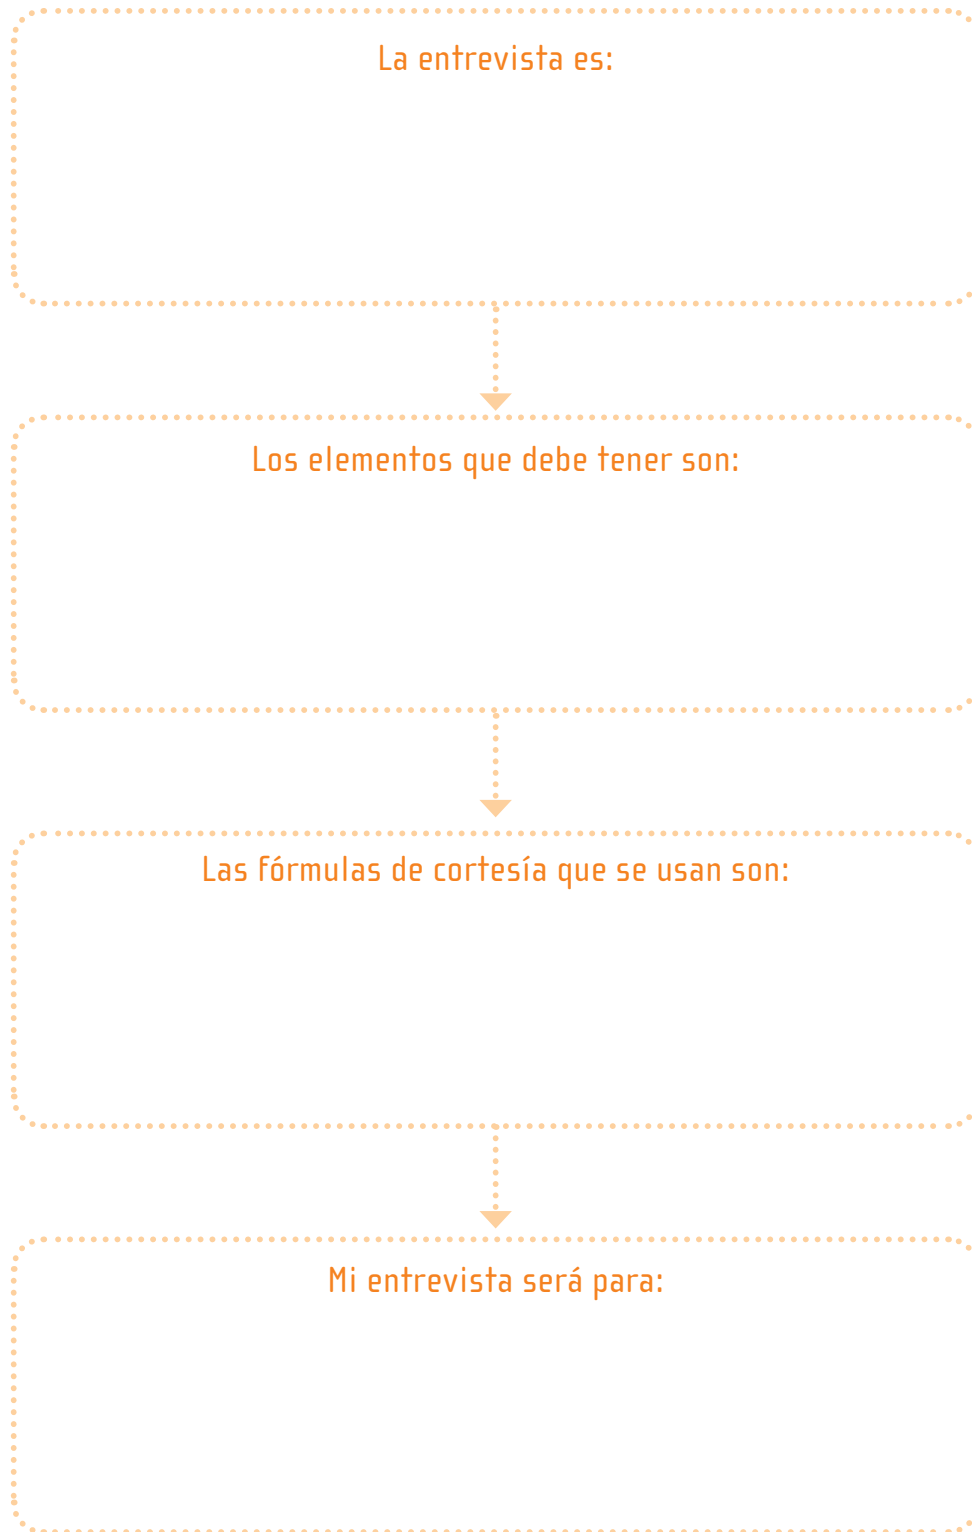 La entrevista es:
Los elementos que debe tener son:
Las fórmulas de cortesía que se usan son:
Mi entrevista será para: